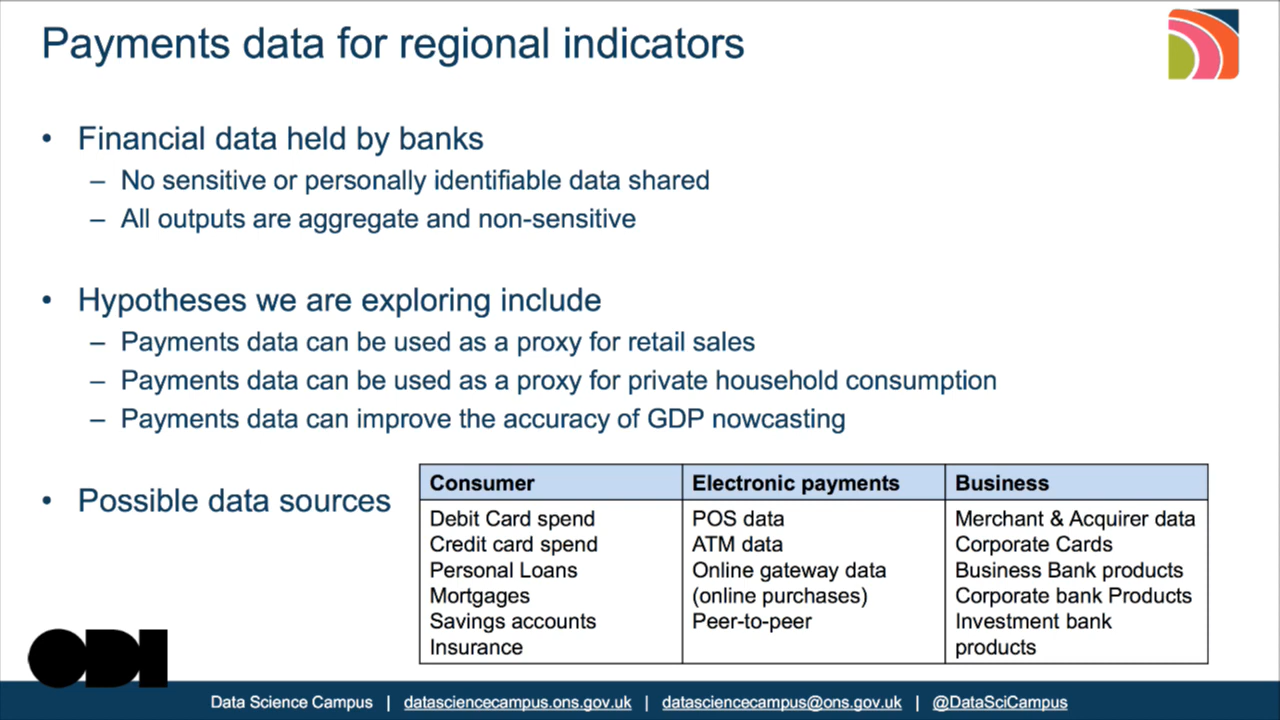 Payments data for regional indicators
• Financial data held by banks
– No sensitive or personally identifiable data shared
– All outputs are aggregate and non-sensitive
• Hypotheses we are exploring include
– Payments data can be used as a proxy for retail sales
– Payments data can be used as a proxy for private household consumption
– Payments data can improve the accuracy of GDP nowcasting
• Possible data sources
Consumer
Debit Card spend
Credit card spend
Personal Loans
Mortgages
Savings accounts
Insurance
Electronic payments
POS data
ATM data
Online gateway data
(online purchases)
Peer-to-peer
Business
Merchant & Acquirer data
Corporate Cards
Business Bank products
Corporate bank Products
Investment bank
products
ODI
Data Science Campus | datasciencecampus.ons.gov.uk | datasciencecampus@ons.gov.uk | @DataSciCampus